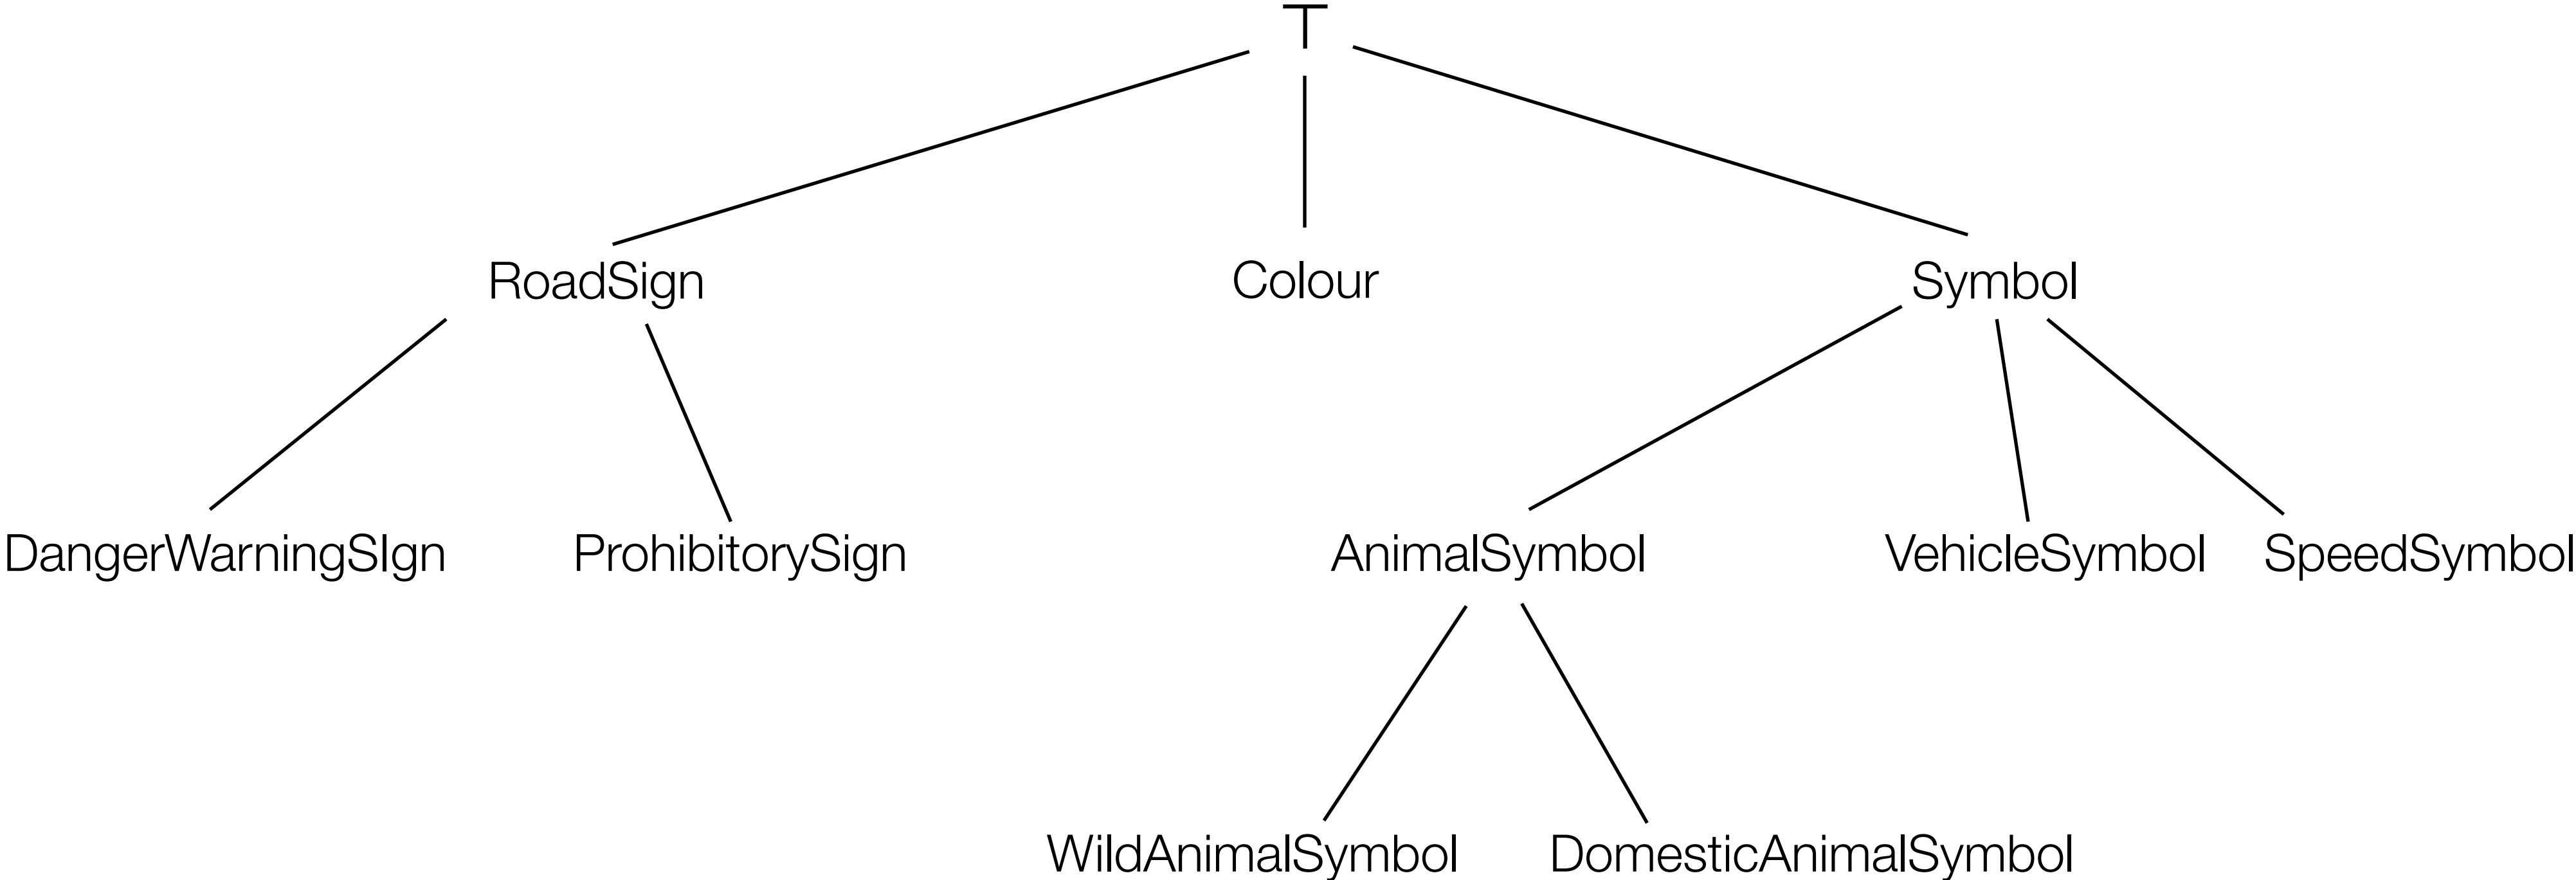 ⊤
RoadSign
Colour
Symbol
DangerWarningSIgn
ProhibitorySign
AnimalSymbol
VehicleSymbol
SpeedSymbol
WildAnimalSymbol
DomesticAnimalSymbol